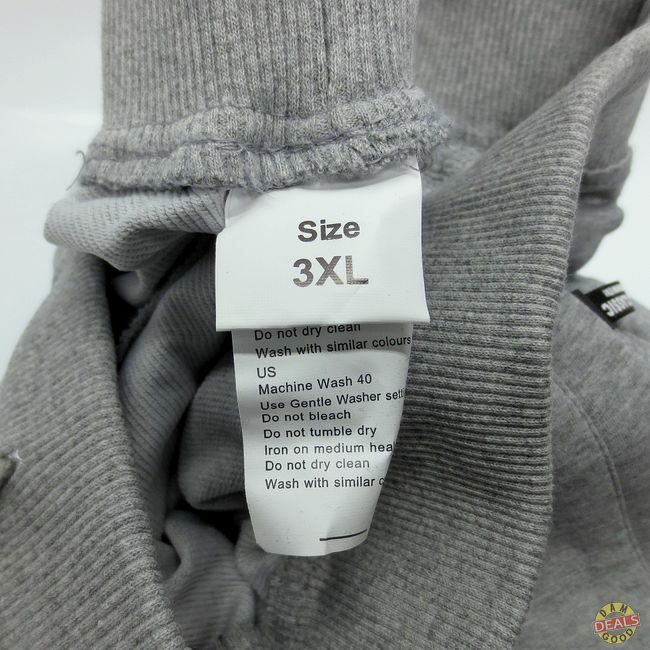 Size
3XL
Do not dry clean
Wash with similar colours
US
Machine Wash 40
Use Gentle Washer
Do not bleach
Do not tumble dry
Iron on medium
Do not dry clean
Wash with similar
DAM
DEALS
GOOD